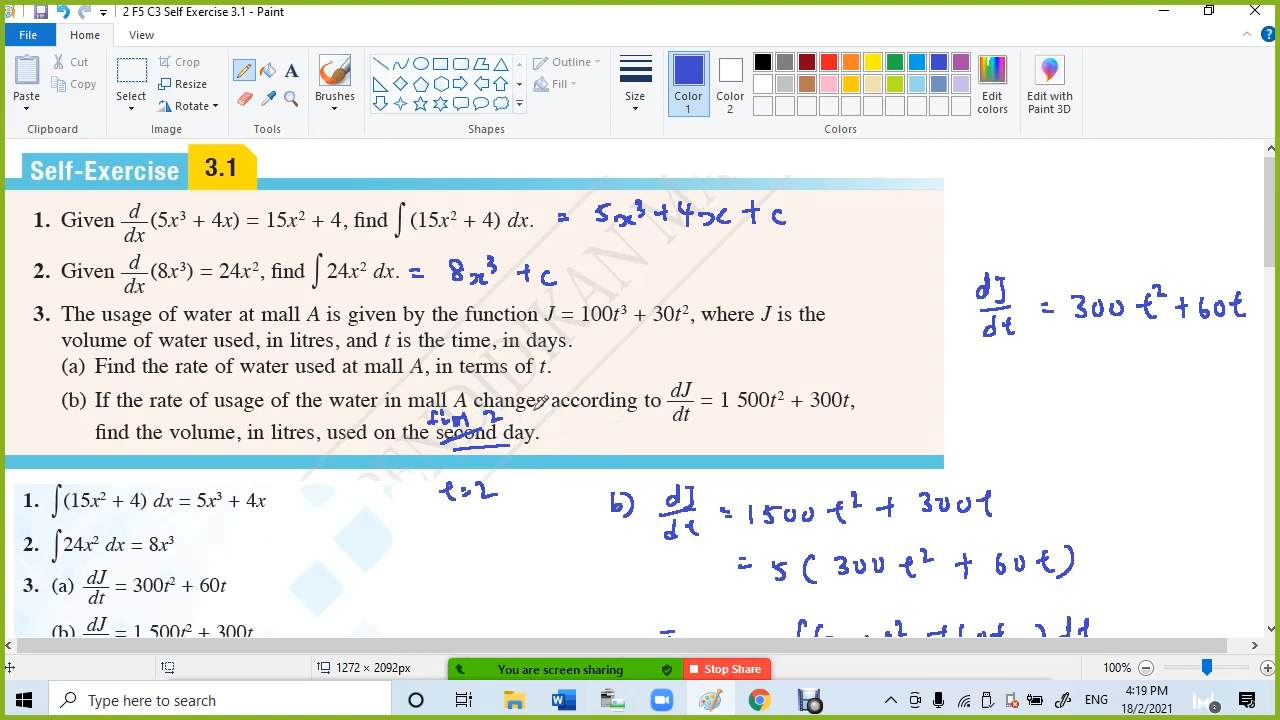 2 F5 C3 Self Exercise 3.1 - Paint
File Home View
Paste Cut Copy Clipboard
Select Crop Resize Rotate Image
Tools
Brushes
Outline Fill Shapes
Size
Color 1 Color 2 Edit colors Colors
Edit with Paint 3D
Self-Exercise 3.1
1. Given d/dx (5x³ + 4x) = 15x² + 4, find ∫ (15x² + 4) dx. = 5x³ + 4x + c
2. Given d/dx (8x³) = 24x², find ∫ 24x² dx. = 8x³ + c
dJ/dt = 300t² + 60t
3. The usage of water at mall A is given by the function J = 100t³ + 30t², where J is the
volume of water used, in litres, and t is the time, in days.
(a) Find the rate of water used at mall A, in terms of t.
(b) If the rate of usage of the water in mall A changes according to dJ/dt = 1 500t² + 300t,
first 2
find the volume, in litres, used on the second day.
t=2
1. ∫(15x² + 4) dx = 5x³ + 4x
2. ∫24x² dx = 8x³
3. (a) dJ/dt = 300t² + 60t
(b) dJ = 1 500t² + 300t
b) dJ/dt = 1500t² + 300t
= 5 ( 300t² + 60t )
100%
1272 × 2092px
You are screen sharing Stop Share
Type here to search
ENG
4:19 PM
18/2/2021